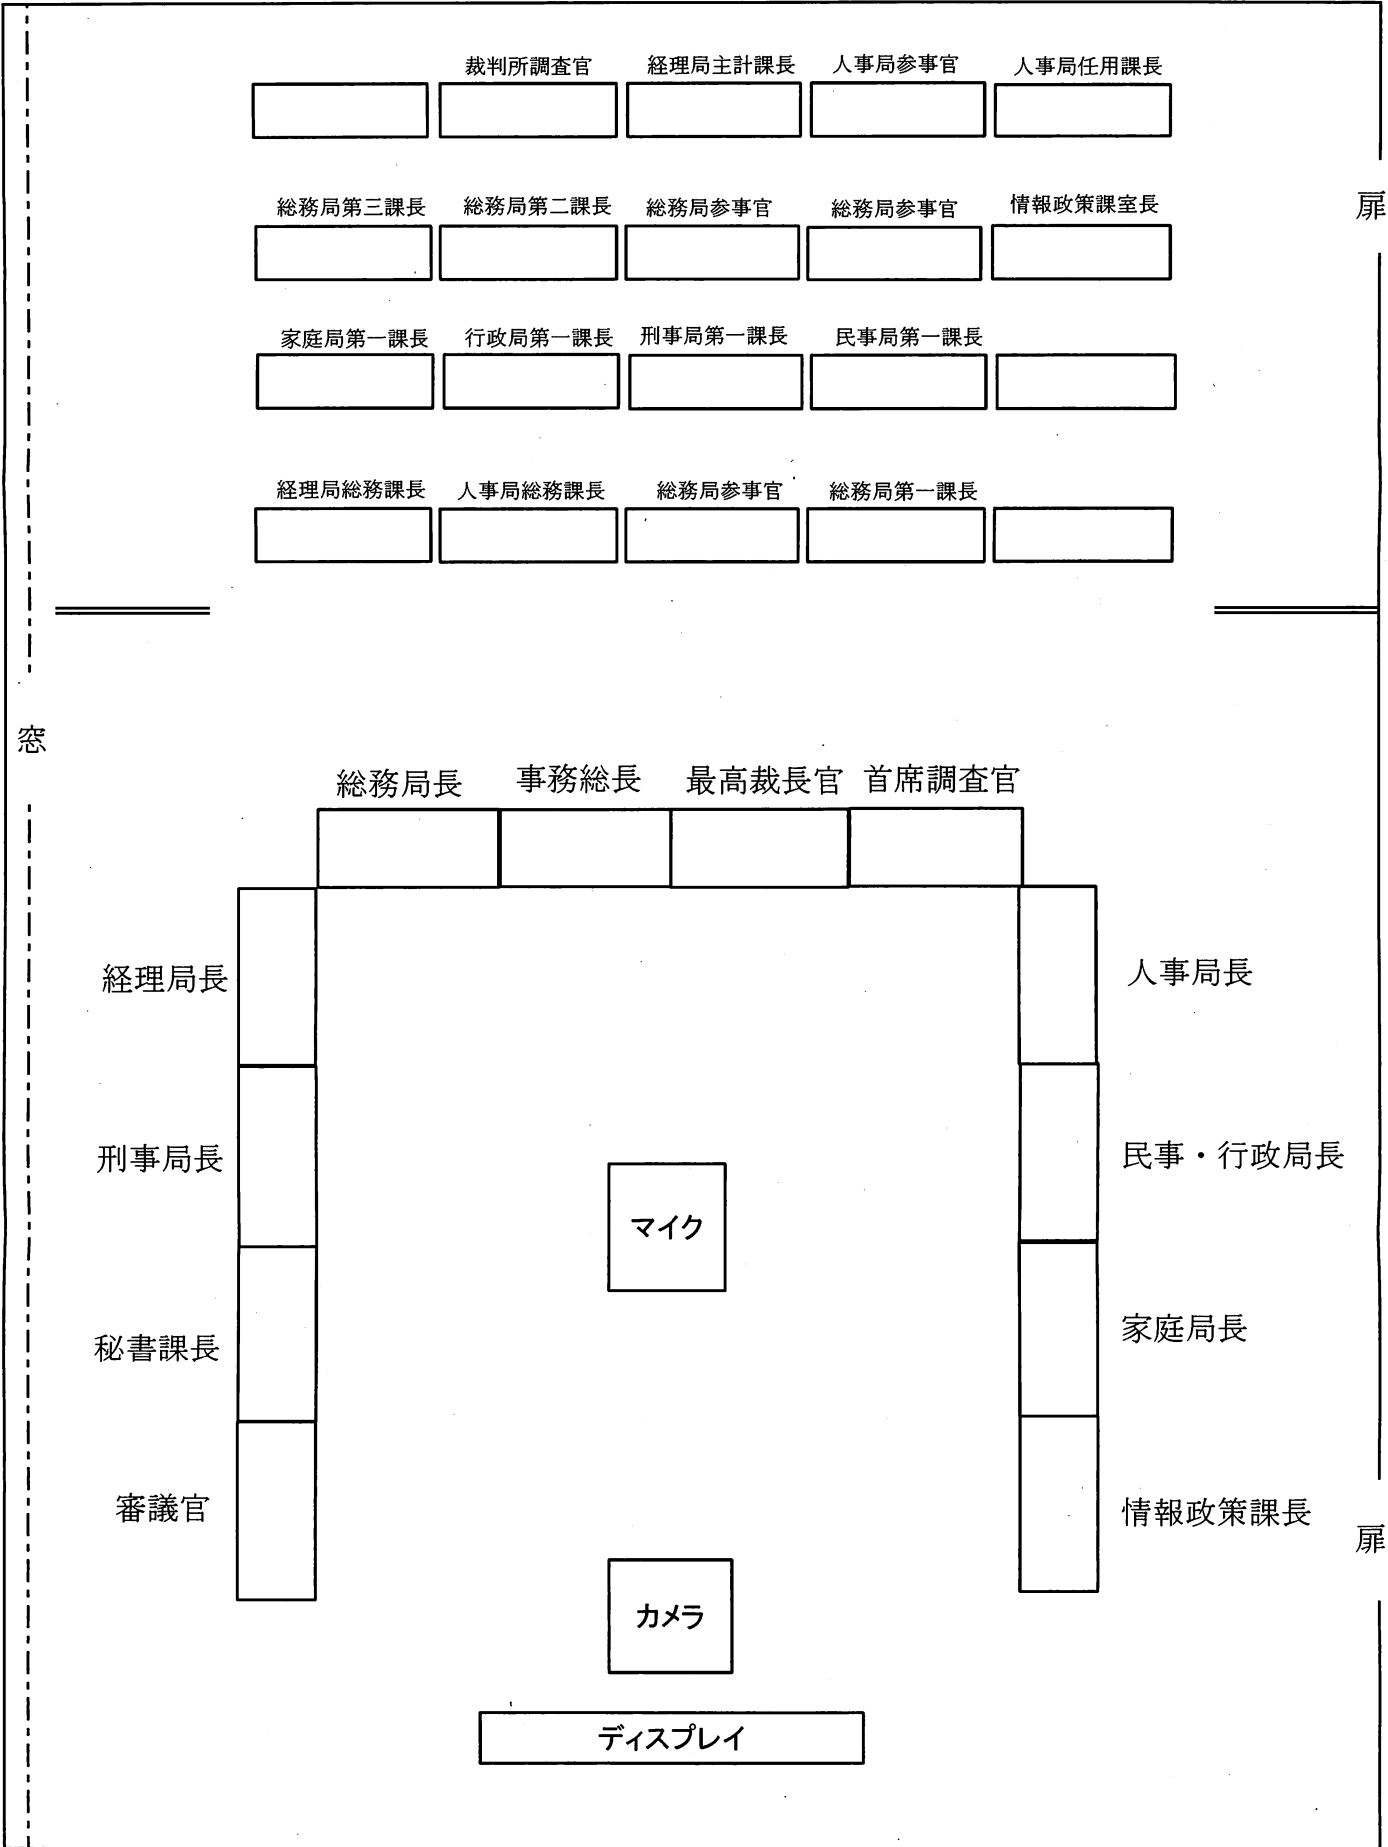 裁判所調査官 経理局主計課長 人事局参事官 人事局任用課長
扉
総務局第三課長 総務局第二課長 総務局参事官 総務局参事官 情報政策課室長
家庭局第一課長 行政局第一課長 刑事局第一課長 民事局第一課長
経理局総務課長 人事局総務課長 総務局参事官 総務局第一課長
窓
総務局長 事務総長 最高裁長官 首席調査官
経理局長 人事局長
刑事局長 民事・行政局長
マイク
秘書課長 家庭局長
審議官 情報政策課長
扉
カメラ
ディスプレイ